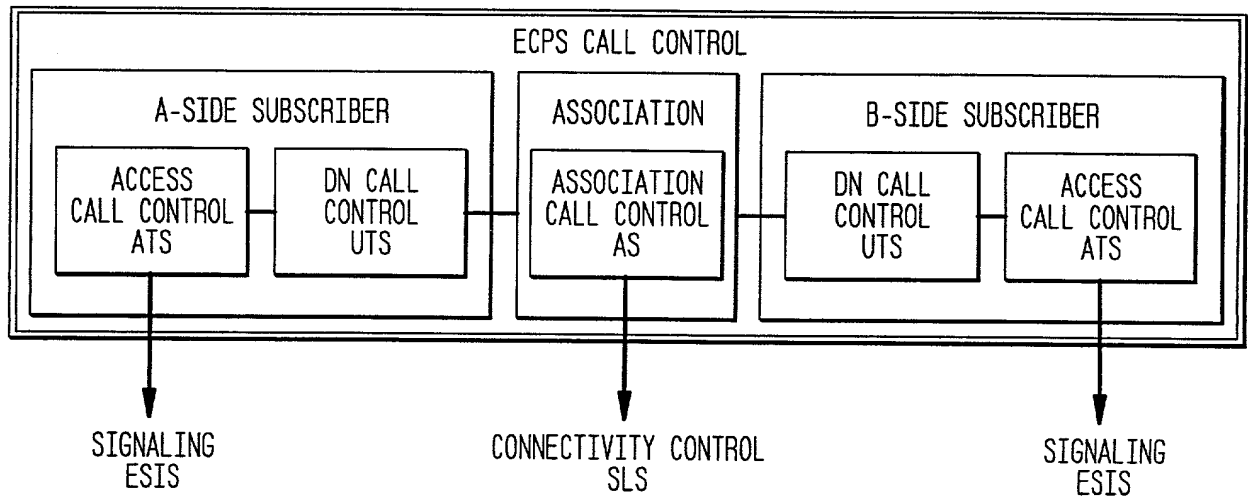 ECPS CALL CONTROL
A-SIDE SUBSCRIBER
ACCESS
CALL CONTROL
ATS
DN CALL
CONTROL
UTS
ASSOCIATION
ASSOCIATION
CALL CONTROL
AS
B-SIDE SUBSCRIBER
DN CALL
CONTROL
UTS
ACCESS
CALL CONTROL
ATS
SIGNALING
ESIS
CONNECTIVITY CONTROL
SLS
SIGNALING
ESIS